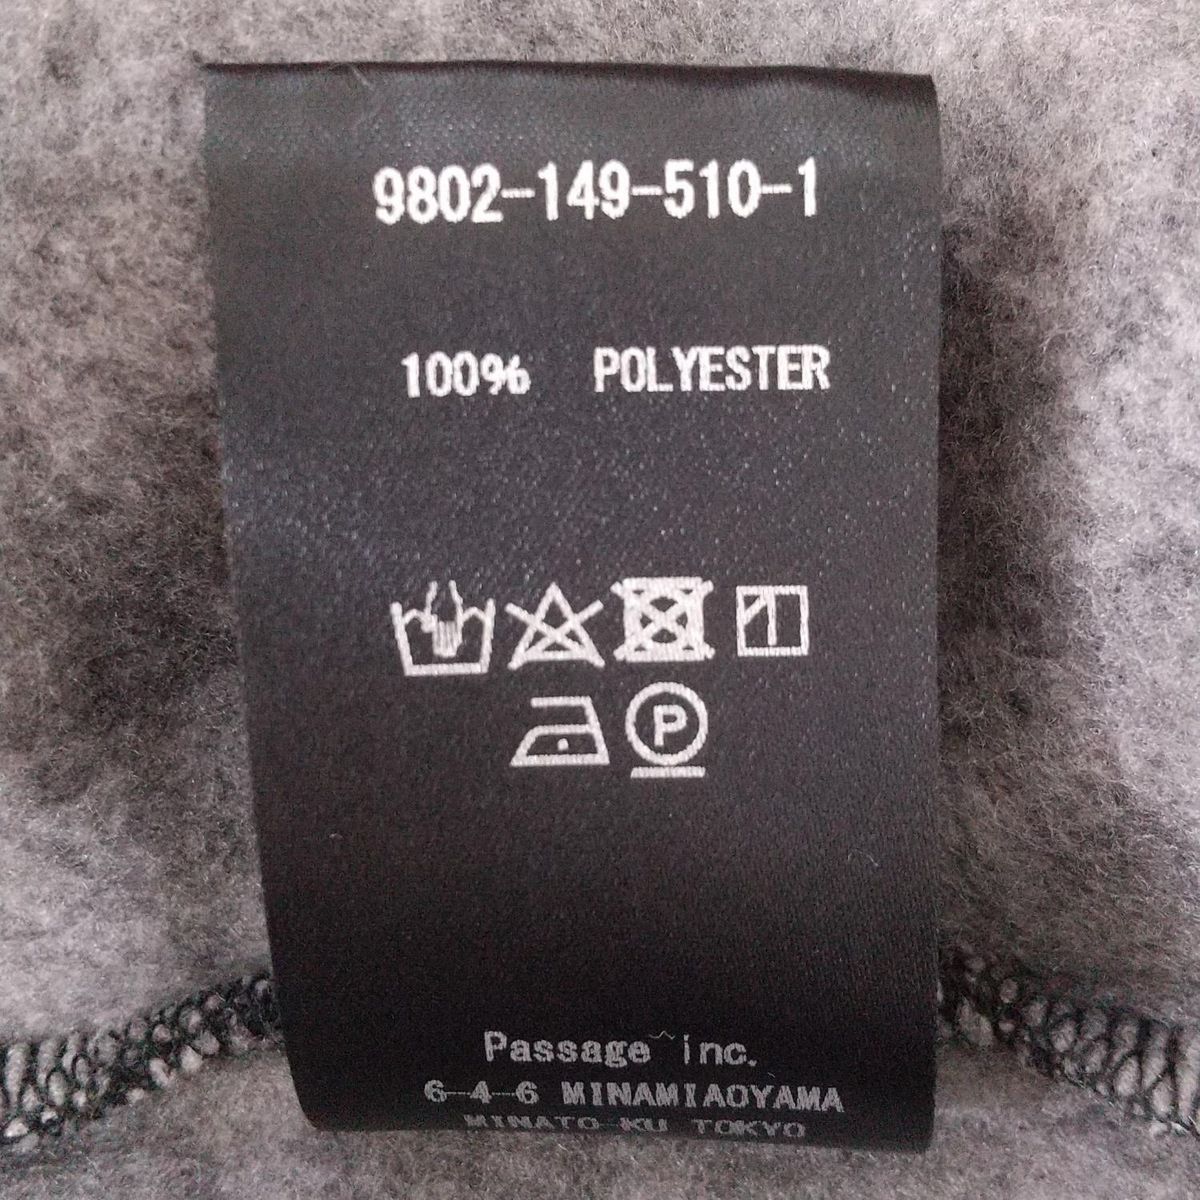 9802-149-510-1
100% POLYESTER
P
Passage inc.
6-4-6 MINAMIAOYAMA
MINATO-KU TOKYO